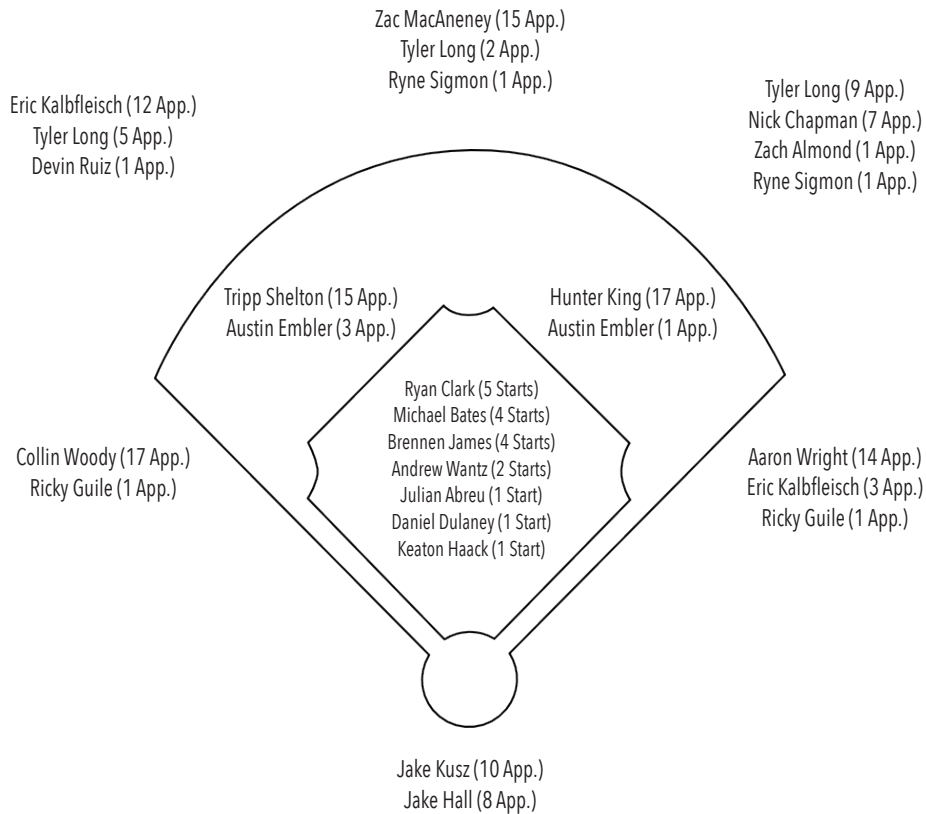 Zac MacAneney (15 App.)
Tyler Long (2 App.)
Ryne Sigmon (1 App.)
Eric Kalbfleisch (12 App.)
Tyler Long (5 App.)
Devin Ruiz (1 App.)
Tyler Long (9 App.)
Nick Chapman (7 App.)
Zach Almond (1 App.)
Ryne Sigmon (1 App.)
Tripp Shelton (15 App.)
Austin Embler (3 App.)
Hunter King (17 App.)
Austin Embler (1 App.)
Ryan Clark (5 Starts)
Michael Bates (4 Starts)
Brennen James (4 Starts)
Andrew Wantz (2 Starts)
Julian Abreu (1 Start)
Daniel Dulaney (1 Start)
Keaton Haack (1 Start)
Collin Woody (17 App.)
Ricky Guile (1 App.)
Aaron Wright (14 App.)
Eric Kalbfleisch (3 App.)
Ricky Guile (1 App.)
Jake Kusz (10 App.)
Jake Hall (8 App.)